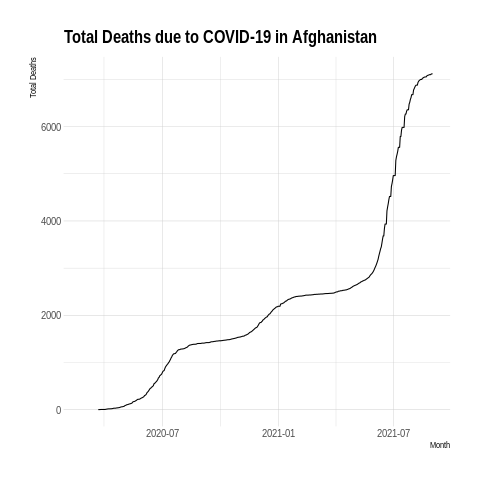 Total Deaths due to COVID-19 in Afghanistan
Total Deaths
6000
4000
2000
0
2020-07 2021-01 2021-07
Month